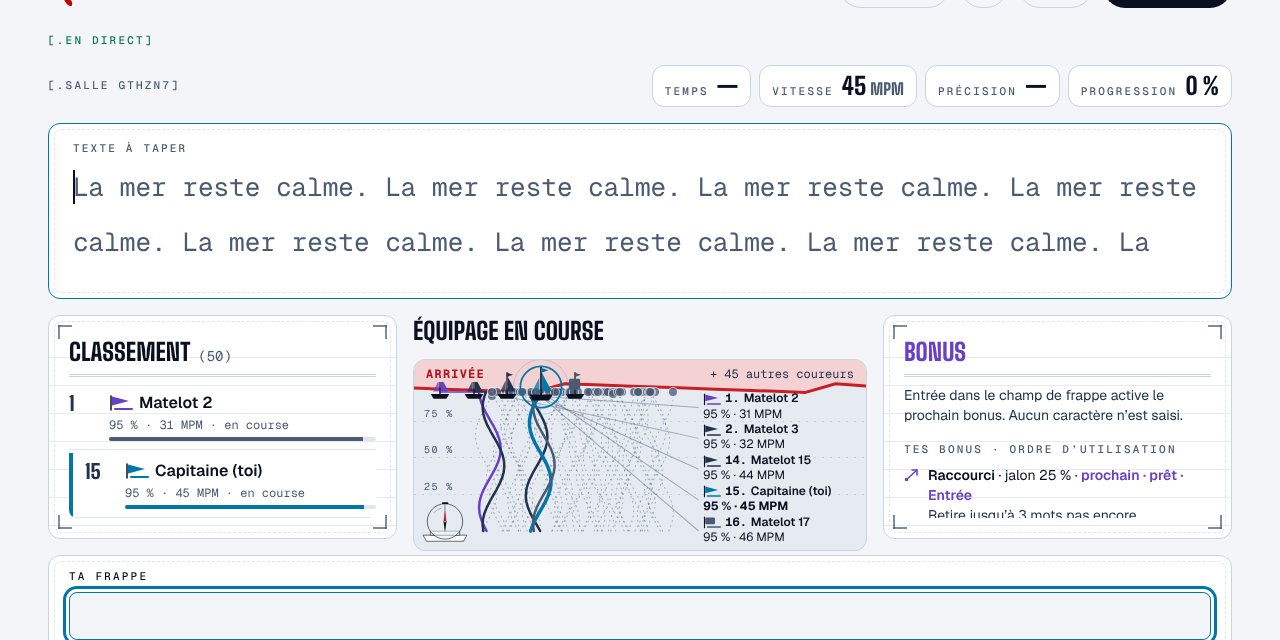 [.EN DIRECT]
[.SALLE GTHZN7]
TEMPS —
VITESSE 45 MPM
PRÉCISION —
PROGRESSION 0 %
TEXTE À TAPER
La mer reste calme. La mer reste calme. La mer reste calme. La mer reste
calme. La mer reste calme. La mer reste calme. La mer reste calme. La
CLASSEMENT (50)
1 Matelot 2
95 % · 31 MPM · en course
15 Capitaine (toi)
95 % · 45 MPM · en course
ÉQUIPAGE EN COURSE
ARRIVÉE
+ 45 autres coureurs
75 %
50 %
25 %
1. Matelot 2
95 % · 31 MPM
2. Matelot 3
95 % · 32 MPM
14. Matelot 15
95 % · 44 MPM
15. Capitaine (toi)
95 % · 45 MPM
16. Matelot 17
95 % · 46 MPM
BONUS
Entrée dans le champ de frappe active le
prochain bonus. Aucun caractère n’est saisi.
TES BONUS · ORDRE D’UTILISATION
Raccourci · jalon 25 % · prochain · prêt ·
Entrée
Retire jusqu’à 3 mots pas encore
TA FRAPPE